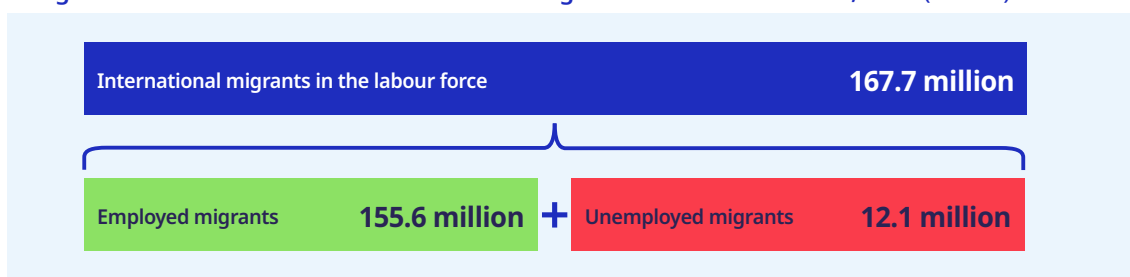 International migrants in the labour force 167.7 million
Employed migrants 155.6 million + Unemployed migrants 12.1 million